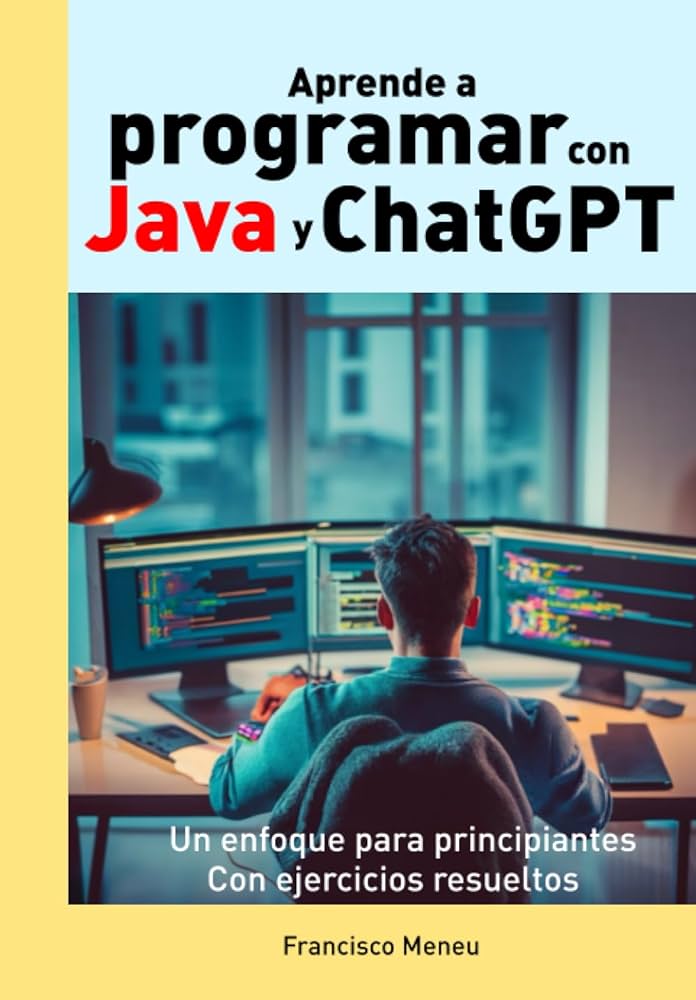 Aprende a
programar con
Java y ChatGPT
Un enfoque para principiantes
Con ejercicios resueltos
Francisco Meneu